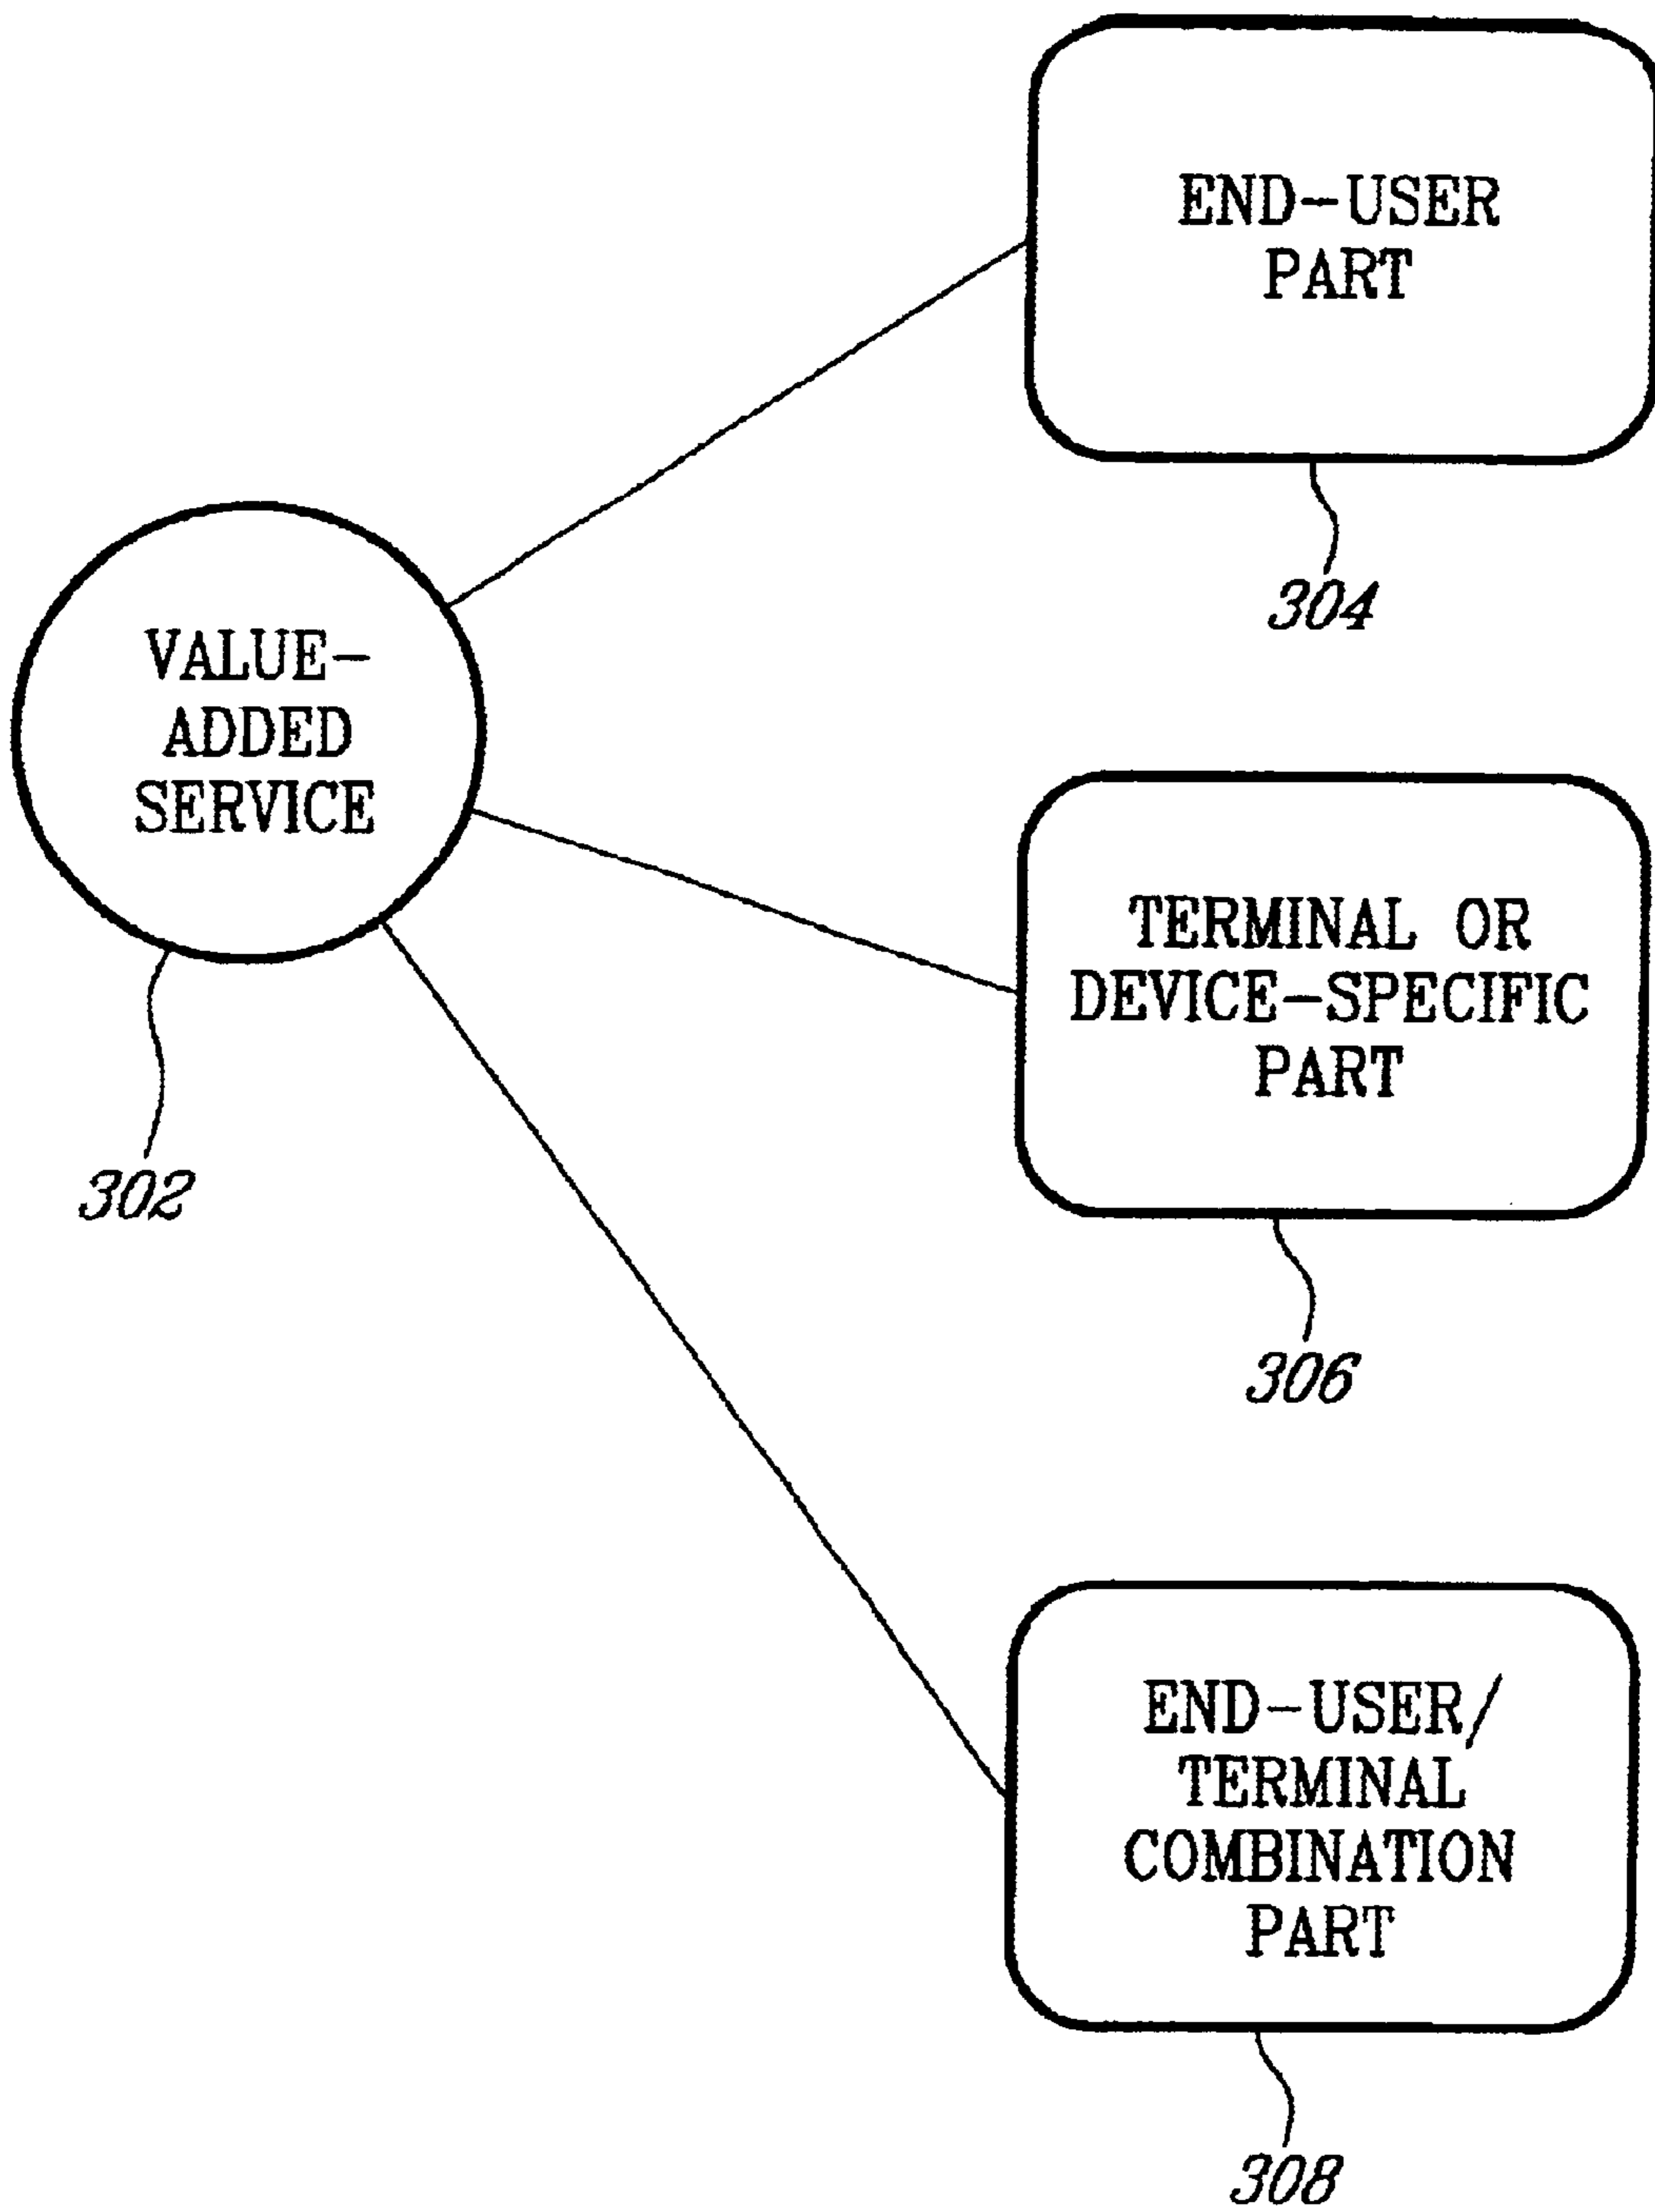 END-USER
PART
304
VALUE-
ADDED
SERVICE
302
TERMINAL OR
DEVICE-SPECIFIC
PART
306
END-USER/
TERMINAL
COMBINATION
PART
308